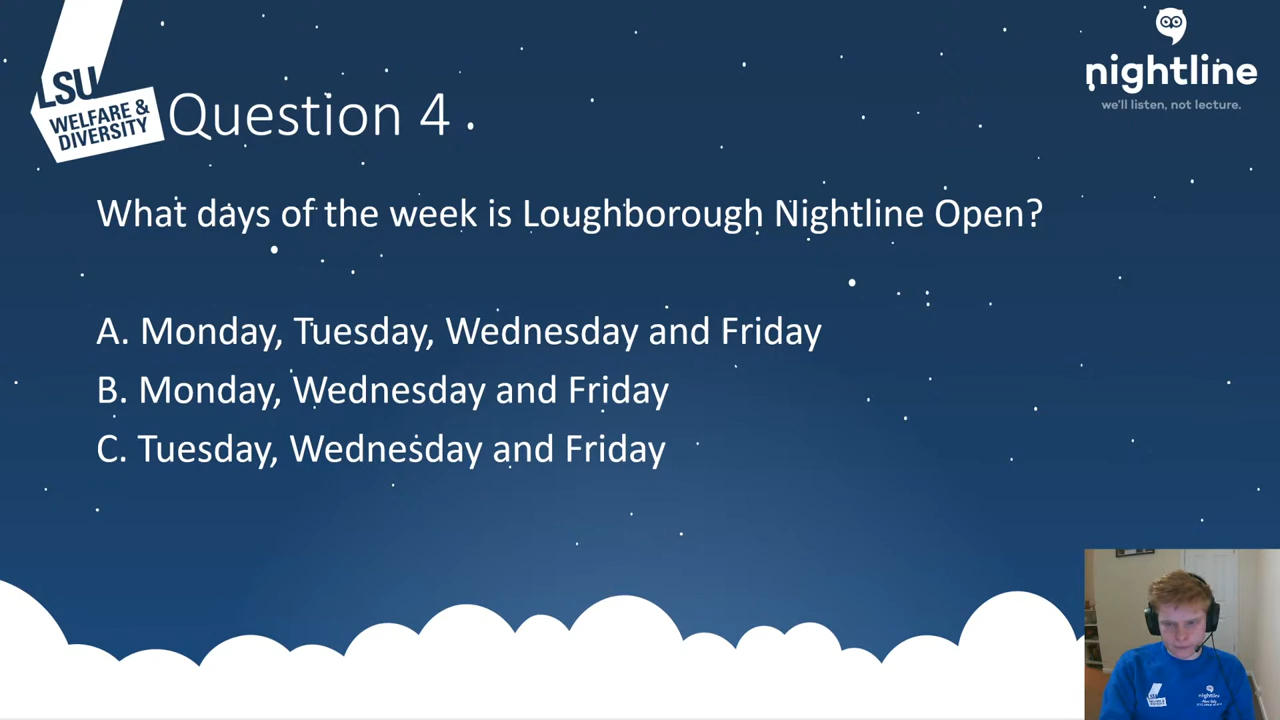 LSU
WELFARE &
DIVERSITY
nightline
we'll listen, not lecture.
Question 4
What days of the week is Loughborough Nightline Open?
A. Monday, Tuesday, Wednesday and Friday
B. Monday, Wednesday and Friday
C. Tuesday, Wednesday and Friday